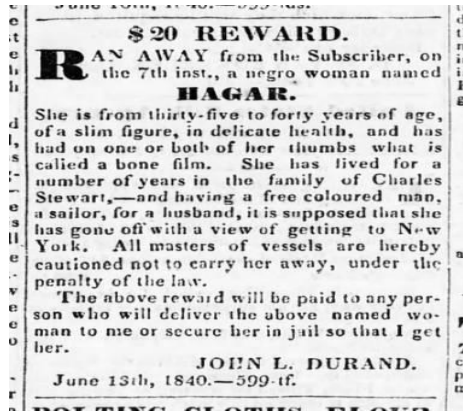 $20 REWARD.
RAN AWAY from the Subscriber, on
the 7th inst., a negro woman named
HAGAR.
She is from thirty-five to forty years of age,
of a slim figure, in delicate health, and has
had on one or both of her thumbs what is
called a bone film. She has lived for a
number of years in the family of Charles
Stewart,—and having a free coloured man,
a sailor, for a husband, it is supposed that she
has gone off with a view of getting to New
York. All masters of vessels are hereby
cautioned not to carry her away, under the
penalty of the law.
The above reward will be paid to any per-
son who will deliver the above named wo-
man to me or secure her in jail so that I get
her.
JOHN L. DURAND.
June 13th, 1840.—599-tf.